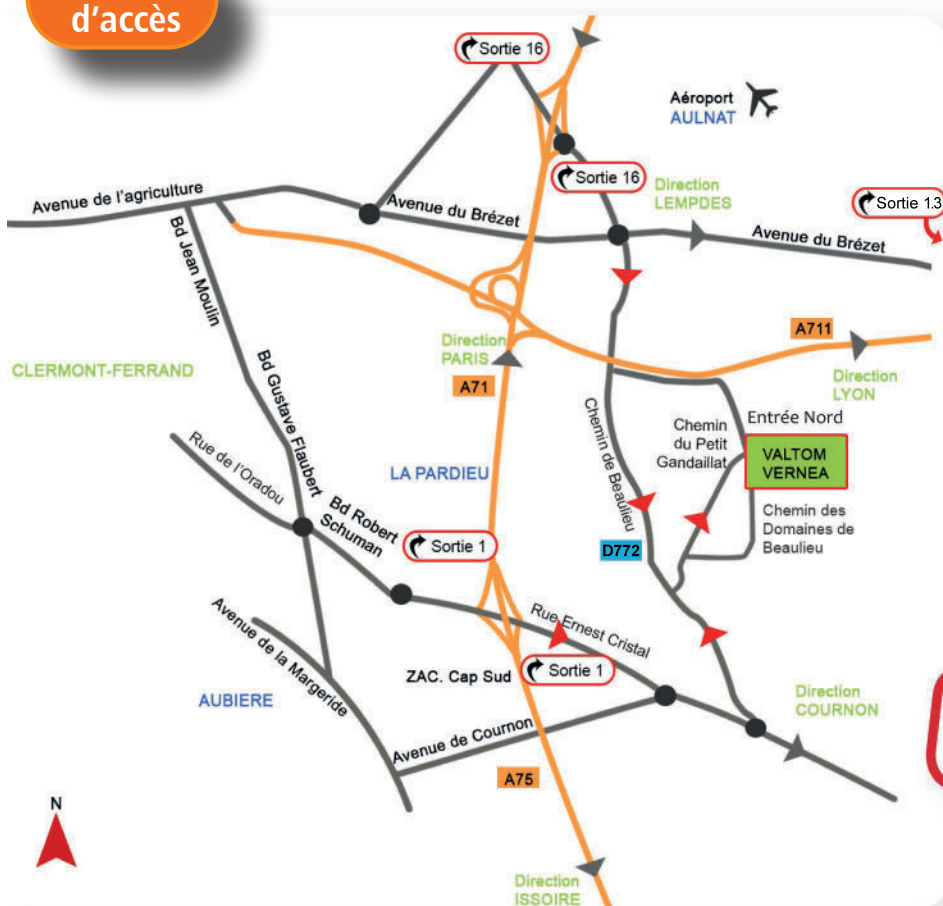 d'accès
Sortie 16
Aéroport
AULNAT
Sortie 16
Direction
LEMPDES
Sortie 1.3
Avenue de l'agriculture
Avenue du Brézet
Avenue du Brézet
Bd Jean Moulin
Direction
PARIS
A711
CLERMONT-FERRAND
A71
Direction
LYON
Bd Gustave Flaubert
Chemin de Beaulieu
Chemin
du Petit
Gandaillat
Entrée Nord
VALTOM
VERNEA
Rue de l'Oradou
LA PARDIEU
Bd Robert
Schuman
Sortie 1
Chemin des
Domaines de
Beaulieu
D772
Avenue de la Margeride
Rue Ernest Cristal
ZAC. Cap Sud
Sortie 1
AUBIERE
Direction
COURNON
Avenue de Cournon
A75
N
Direction
ISSOIRE